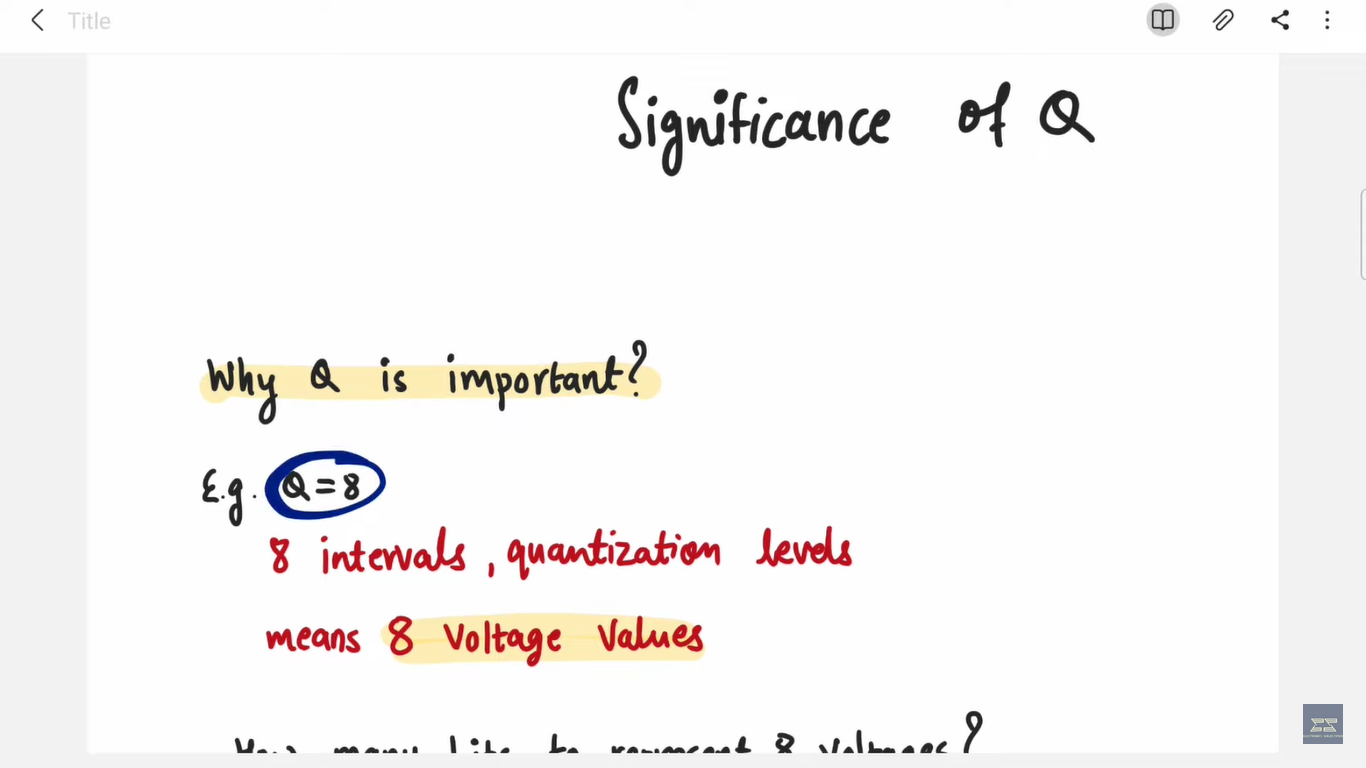 Title
Significance of Q
Why Q is important?
E.g. Q = 8
8 intervals, quantization levels
means 8 Voltage Values
How many bits to represent 8 voltages?